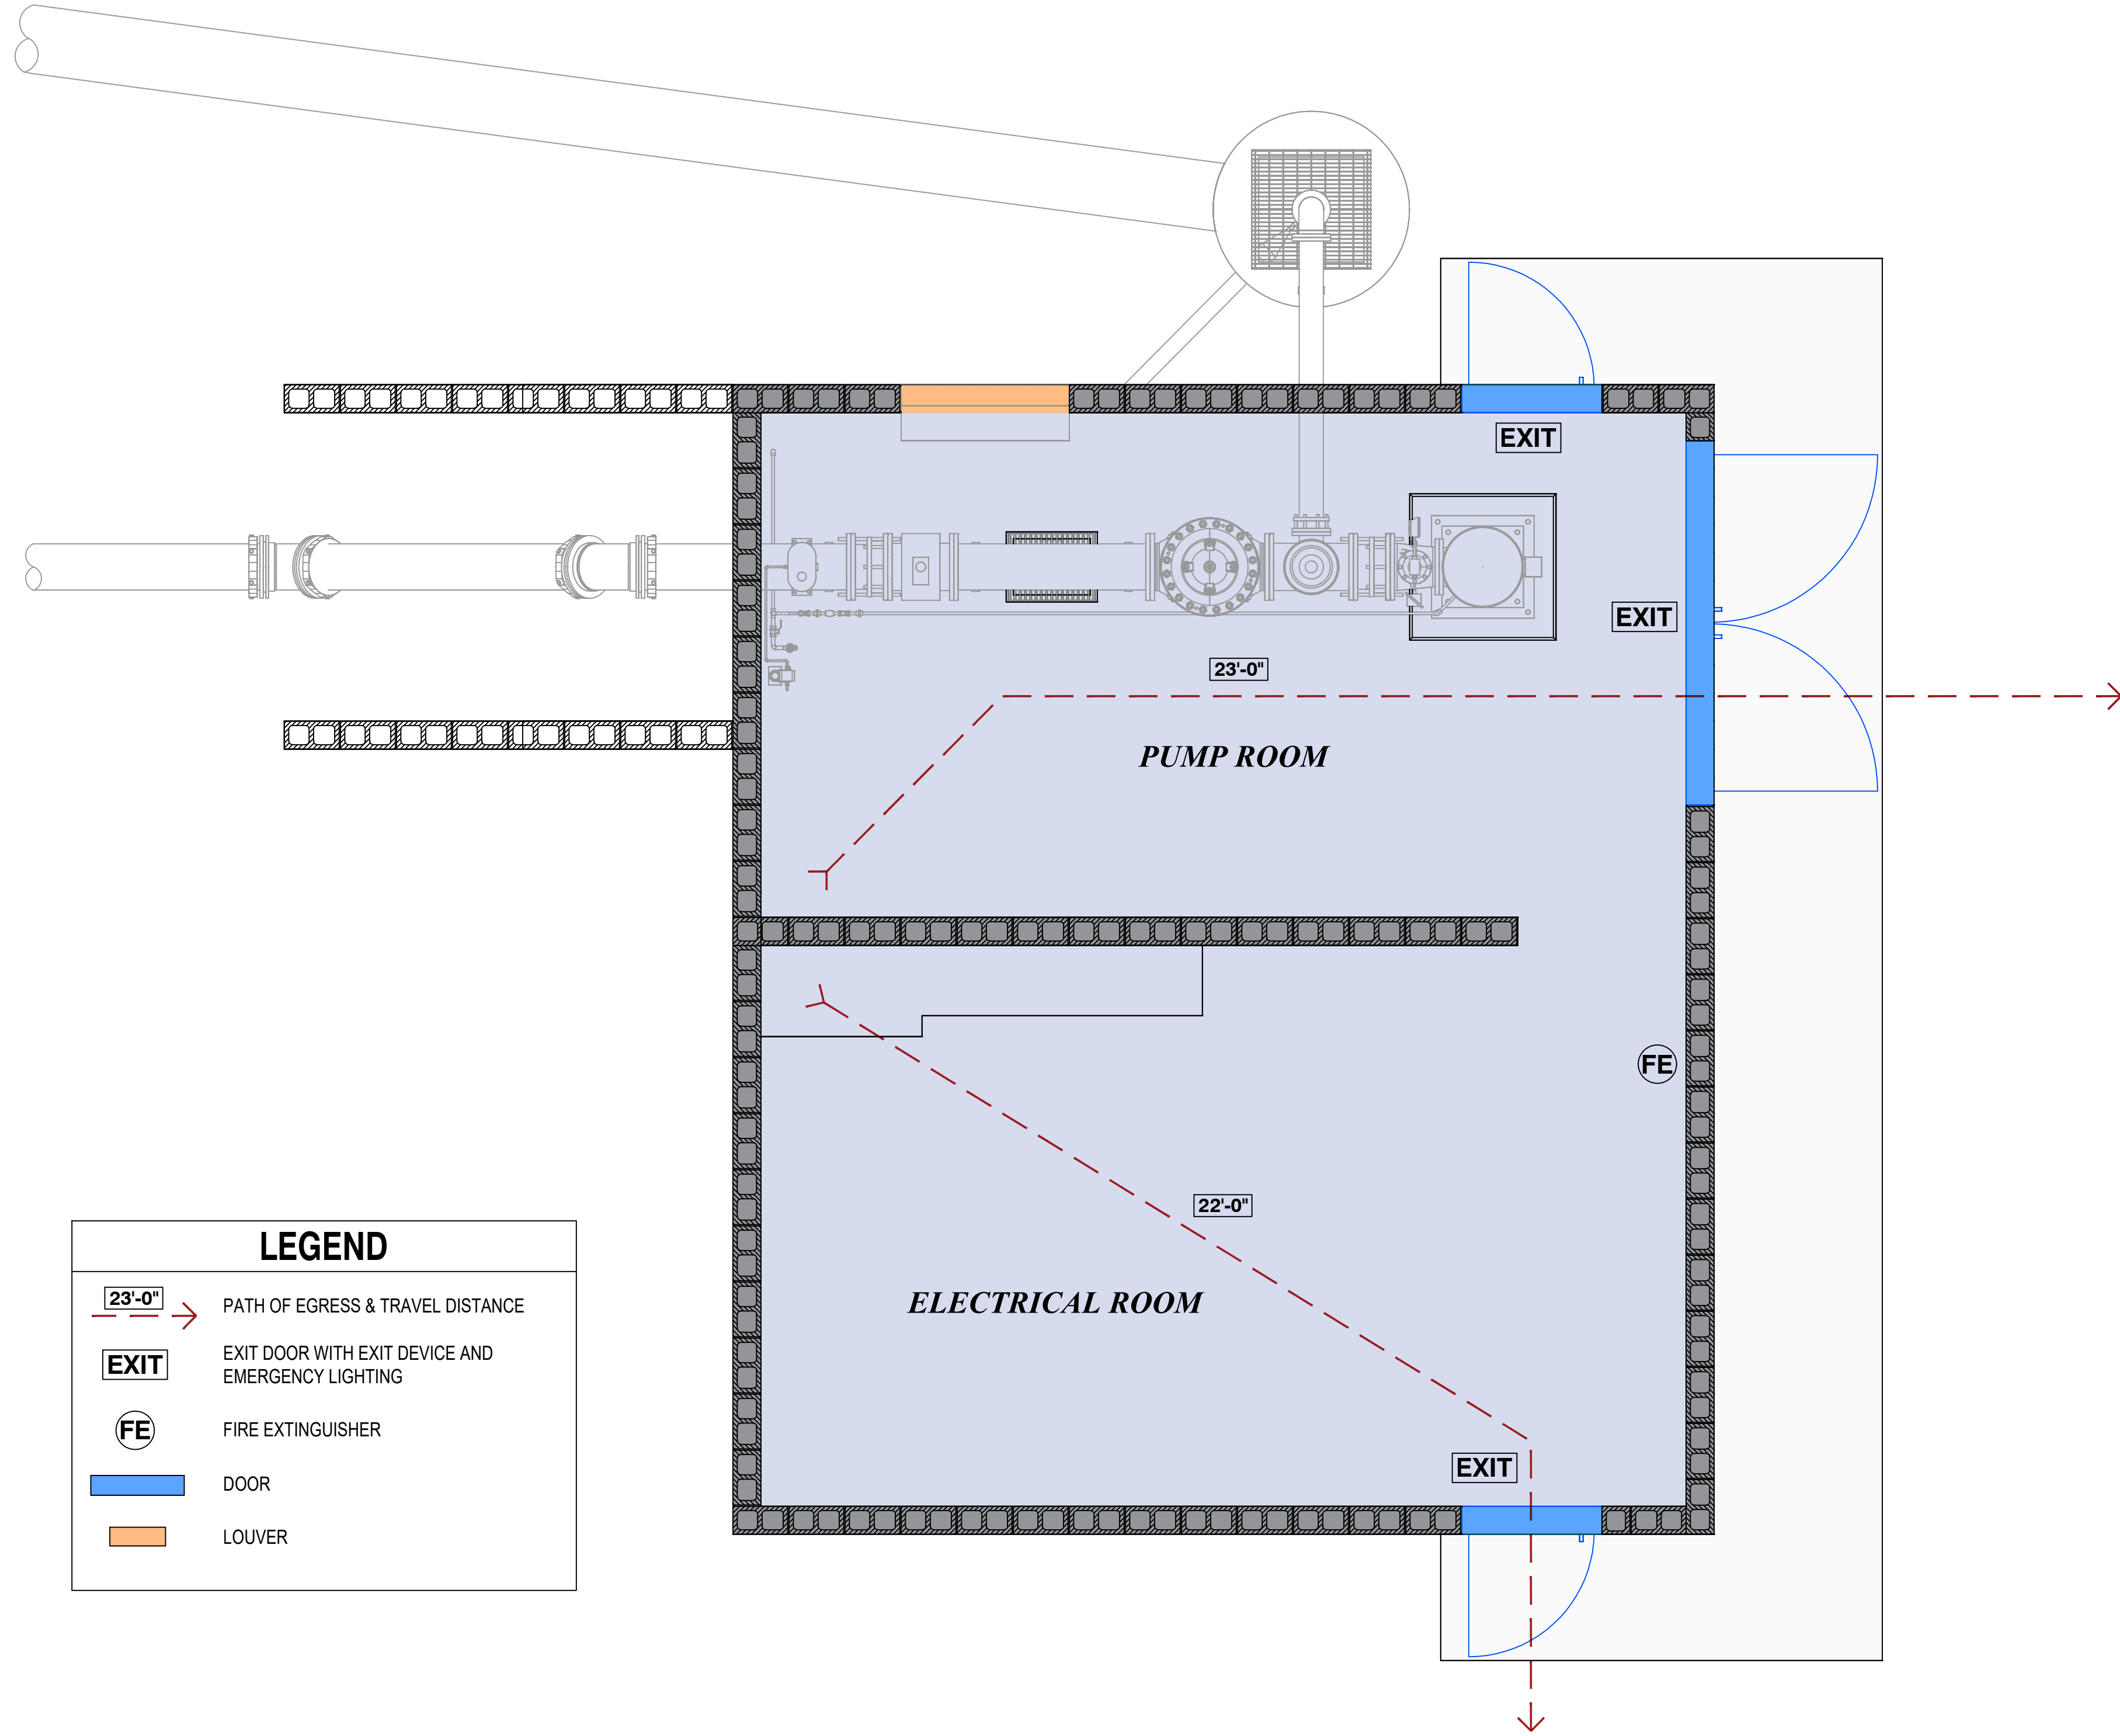 EXIT
EXIT
23'-0"
PUMP ROOM
FE
22'-0"
ELECTRICAL ROOM
EXIT
LEGEND
23'-0"
PATH OF EGRESS & TRAVEL DISTANCE
EXIT
EXIT DOOR WITH EXIT DEVICE AND
EMERGENCY LIGHTING
FE
FIRE EXTINGUISHER
DOOR
LOUVER